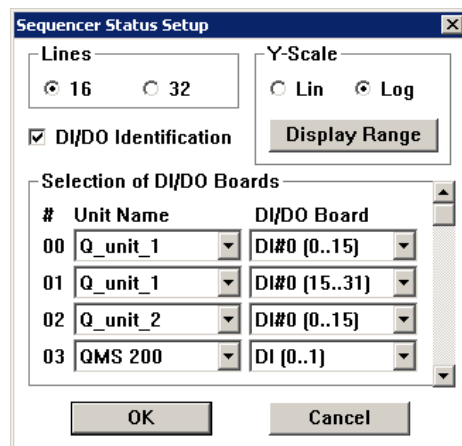 Sequencer Status Setup
Lines
16 32
Y-Scale
Lin Log
DI/DO Identification
Display Range
Selection of DI/DO Boards
# Unit Name DI/DO Board
00 Q_unit_1 DI#0 (0..15)
01 Q_unit_1 DI#0 (15..31)
02 Q_unit_2 DI#0 (0..15)
03 QMS 200 DI (0..1)
OK Cancel